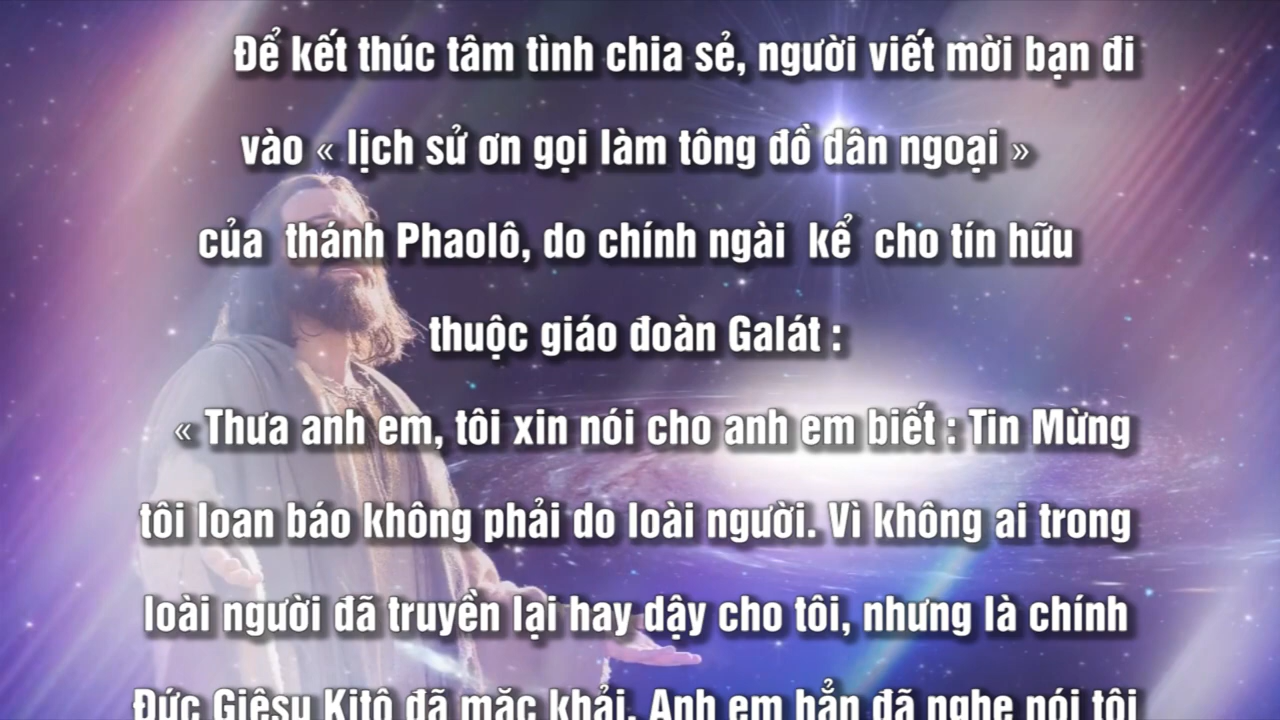 Để kết thúc tâm tình chia sẻ, người viết mời bạn đi
vào « lịch sử ơn gọi làm tông đồ dân ngoại »
của thánh Phaolô, do chính ngài kể cho tín hữu
thuộc giáo đoàn Galát :
« Thưa anh em, tôi xin nói cho anh em biết : Tin Mừng
tôi loan báo không phải do loài người. Vì không ai trong
loài người đã truyền lại hay dậy cho tôi, nhưng là chính
Đức Giêsu Kitô đã mặc khải. Anh em hẳn đã nghe nói tôi